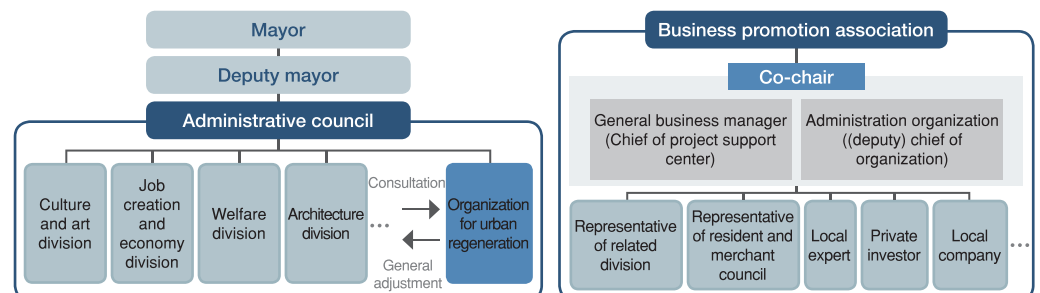 Mayor
Deputy mayor
Administrative council
Culture
and art
division
Job
creation
and
economy
division
Welfare
division
Architecture
division
...
Consultation
General
adjustment
Organization
for urban
regeneration
Business promotion association
Co-chair
General business manager
(Chief of project support
center)
Administration organization
((deputy) chief of
organization)
Representative
of related
division
Representative
of resident and
merchant
council
Local
expert
Private
investor
Local
company
...